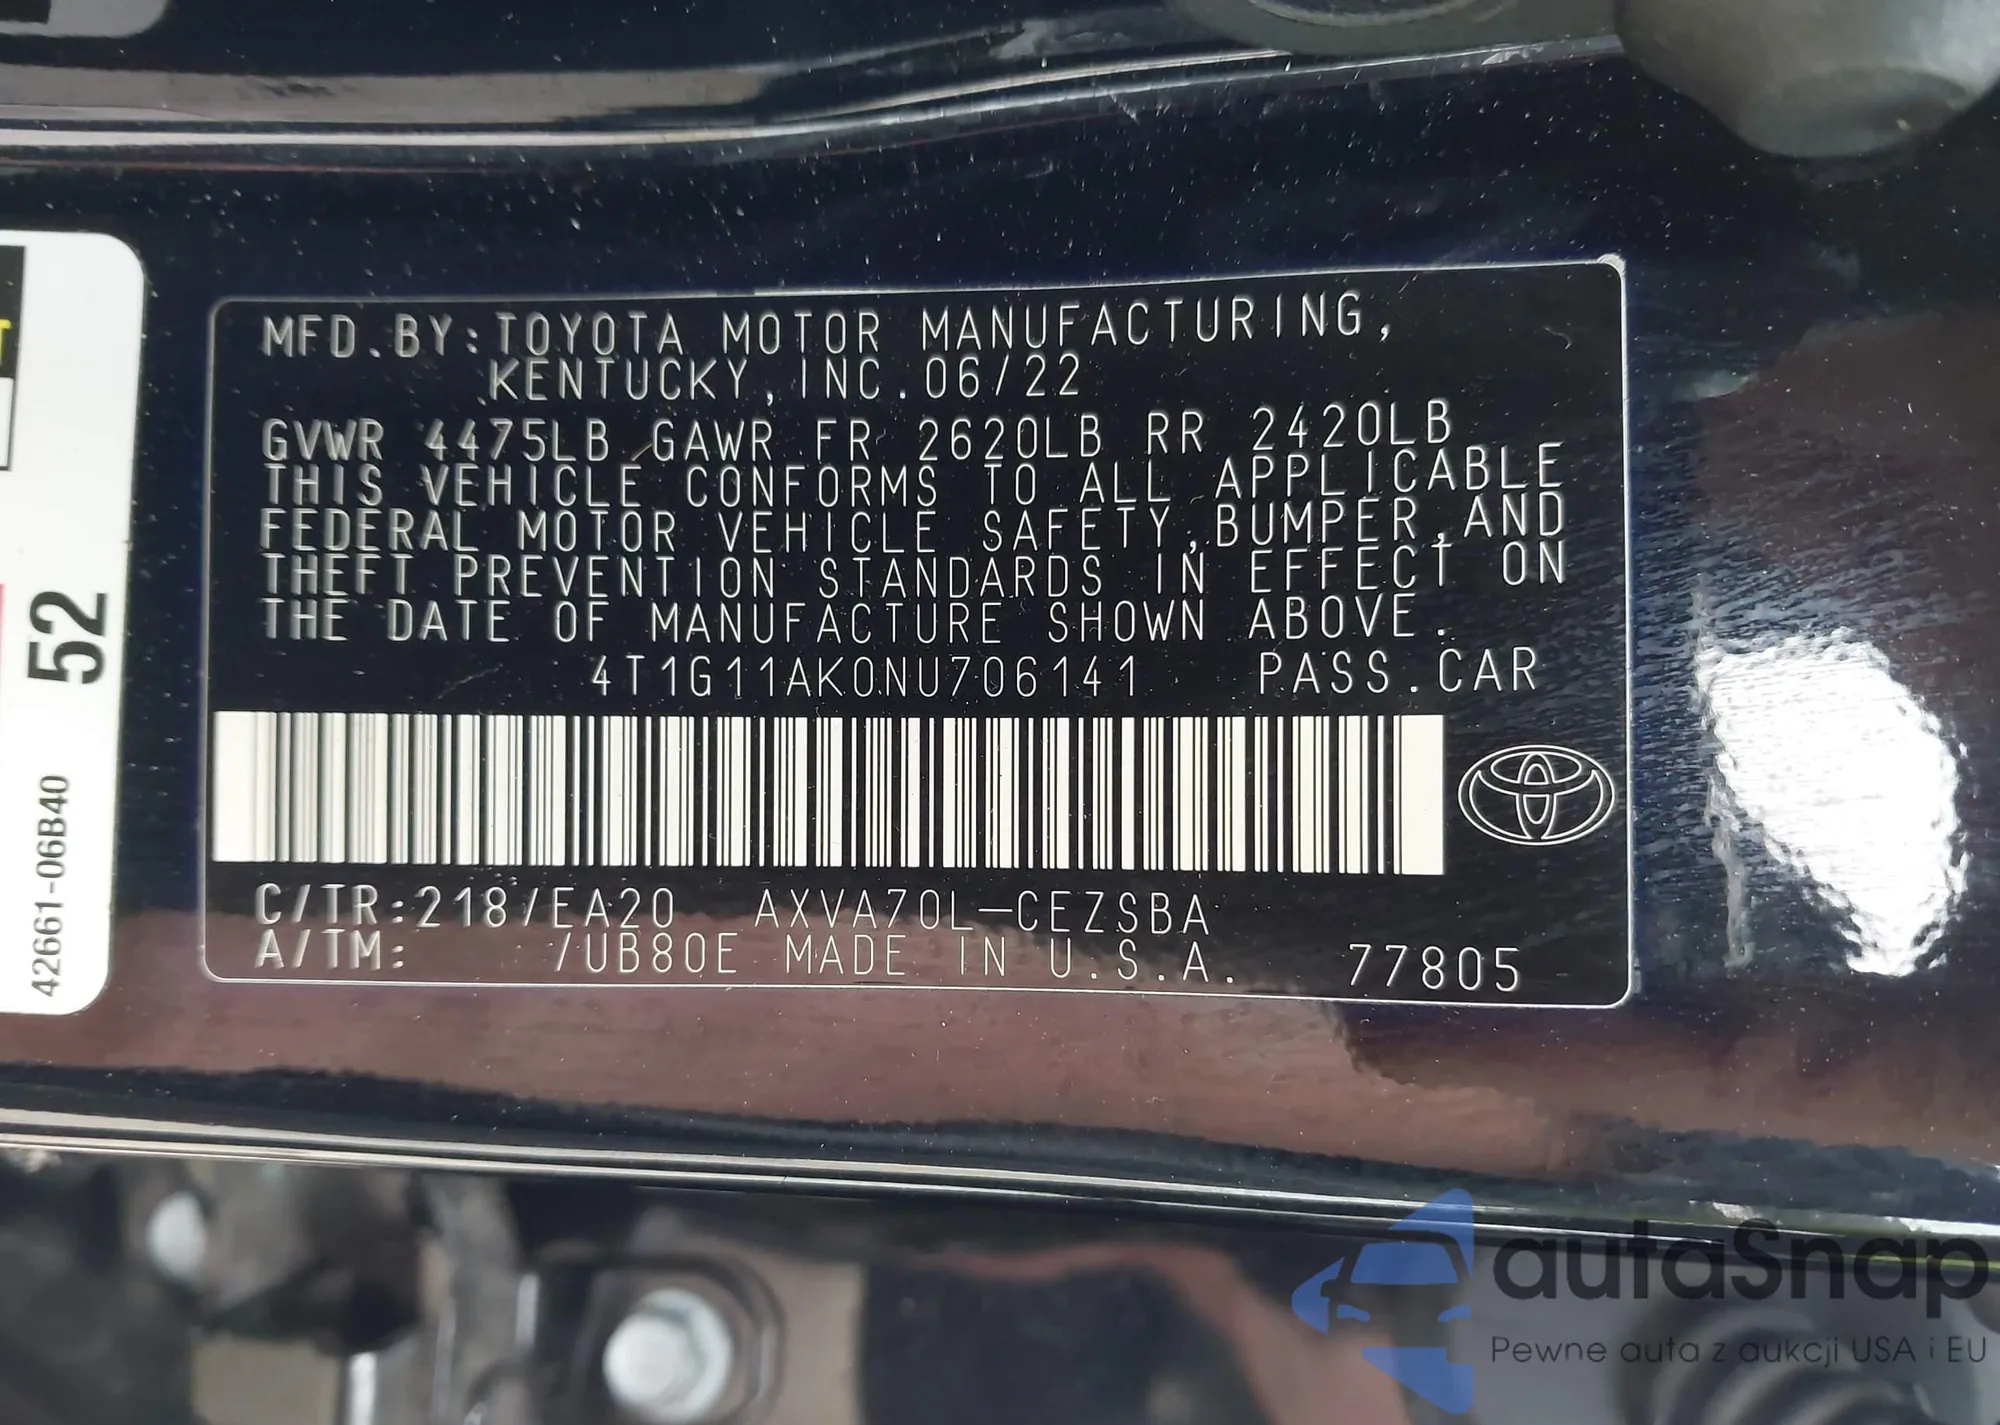 MFD.BY:TOYOTA MOTOR MANUFACTURING,
KENTUCKY, INC.06/22
GVWR 4475LB GAWR FR 2620LB RR 2420LB
THIS VEHICLE CONFORMS TO ALL APPLICABLE
FEDERAL MOTOR VEHICLE SAFETY,BUMPER,AND
THEFT PREVENTION STANDARDS IN EFFECT ON
THE DATE OF MANUFACTURE SHOWN ABOVE.
4T1G11AK0NU706141 PASS.CAR
C/TR:218/EA20 AXVA70L-CEZSBA
A/TM: /UB80E MADE IN U.S.A. 77805
52
42661-06B40
autaSnap
Pewne auta z aukcji USA i EU